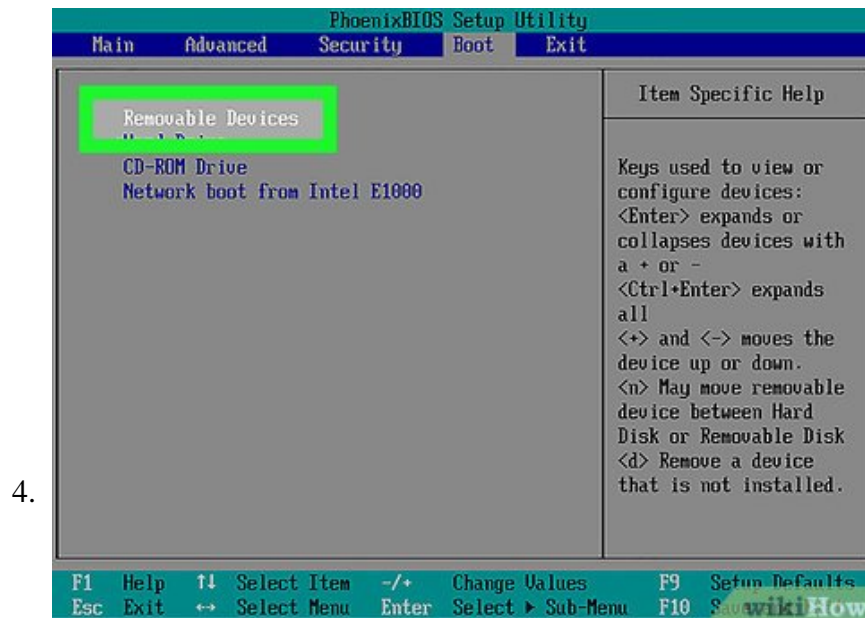 PhoenixBIOS Setup Utility
Main Advanced Security Boot Exit
Removable Devices
CD-ROM Drive
Network boot from Intel E1000
Item Specific Help
Keys used to view or
configure devices:
<Enter> expands or
collapses devices with
a + or -
<Ctrl+Enter> expands
all
<+> and <-> moves the
device up or down.
<n> May move removable
device between Hard
Disk or Removable Disk
<d> Remove a device
that is not installed.
4.
F1 Help ↑↓ Select Item -/+ Change Values F9 Setup Defaults
Esc Exit ↔ Select Menu Enter Select ▶ Sub-Menu F10
wikiHow